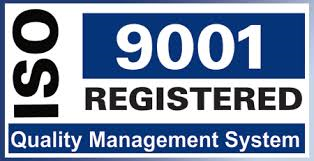 ISO
9001
REGISTERED
Quality Management System